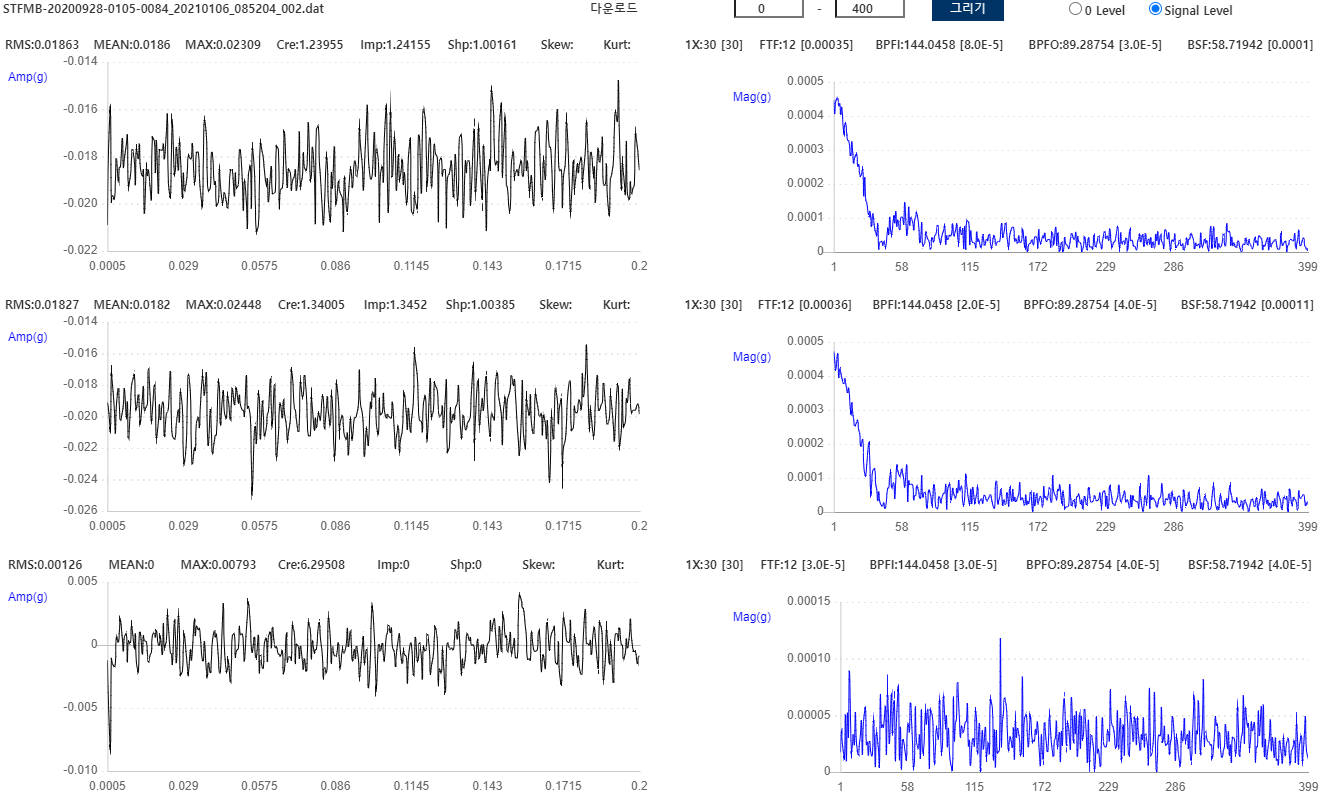 STFMB-20200928-0105-0084_20210106_085204_002.dat 다운로드 0 - 400 그리기 0 Level Signal Level
RMS:0.01863 MEAN:0.0186 MAX:0.02309 Cre:1.23955 Imp:1.24155 Shp:1.00161 Skew: Kurt:
Amp(g)
-0.014
-0.016
-0.018
-0.020
-0.022
0.0005 0.029 0.0575 0.086 0.1145 0.143 0.1715 0.2
1X:30 [30] FTF:12 [0.00035] BPFI:144.0458 [8.0E-5] BPFO:89.28754 [3.0E-5] BSF:58.71942 [0.0001]
Mag(g)
0.0005
0.0004
0.0003
0.0002
0.0001
0
1 58 115 172 229 286 399
RMS:0.01827 MEAN:0.0182 MAX:0.02448 Cre:1.34005 Imp:1.3452 Shp:1.00385 Skew: Kurt:
Amp(g)
-0.014
-0.016
-0.018
-0.020
-0.022
-0.024
-0.026
0.0005 0.029 0.0575 0.086 0.1145 0.143 0.1715 0.2
1X:30 [30] FTF:12 [0.00036] BPFI:144.0458 [2.0E-5] BPFO:89.28754 [4.0E-5] BSF:58.71942 [0.00011]
Mag(g)
0.0005
0.0004
0.0003
0.0002
0.0001
0
1 58 115 172 229 286 399
RMS:0.00126 MEAN:0 MAX:0.00793 Cre:6.29508 Imp:0 Shp:0 Skew: Kurt:
Amp(g)
0.005
0
-0.005
-0.010
0.0005 0.029 0.0575 0.086 0.1145 0.143 0.1715 0.2
1X:30 [30] FTF:12 [3.0E-5] BPFI:144.0458 [3.0E-5] BPFO:89.28754 [4.0E-5] BSF:58.71942 [4.0E-5]
Mag(g)
0.00015
0.00010
0.00005
0
1 58 115 172 229 286 399